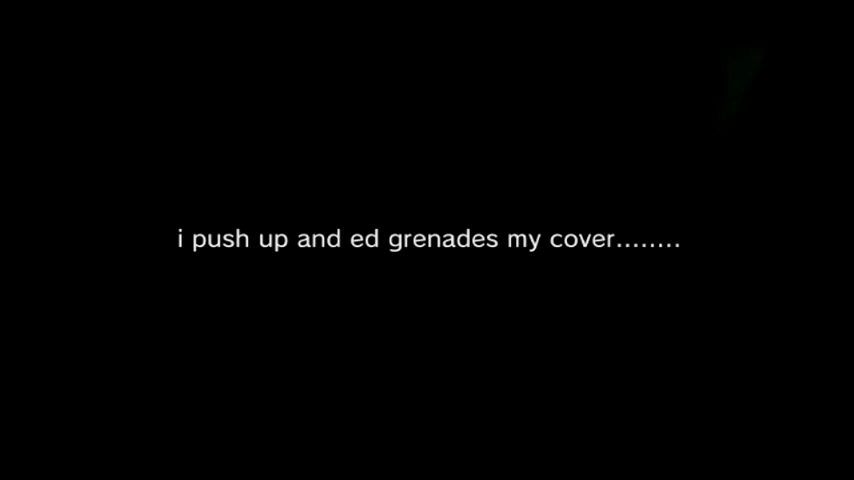 i push up and ed grenades my cover........